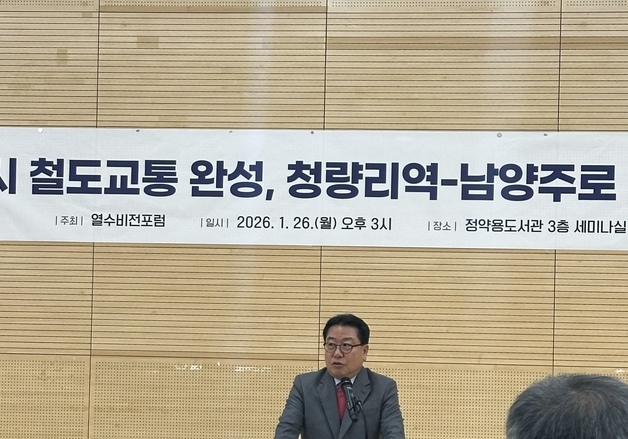 시 철도교통 완성, 청량리역-남양주로
| 주최 | 열수비전포럼 | 일시 | 2026. 1. 26.(월) 오후 3시 | 장소 | 정약용도서관 3층 세미나실